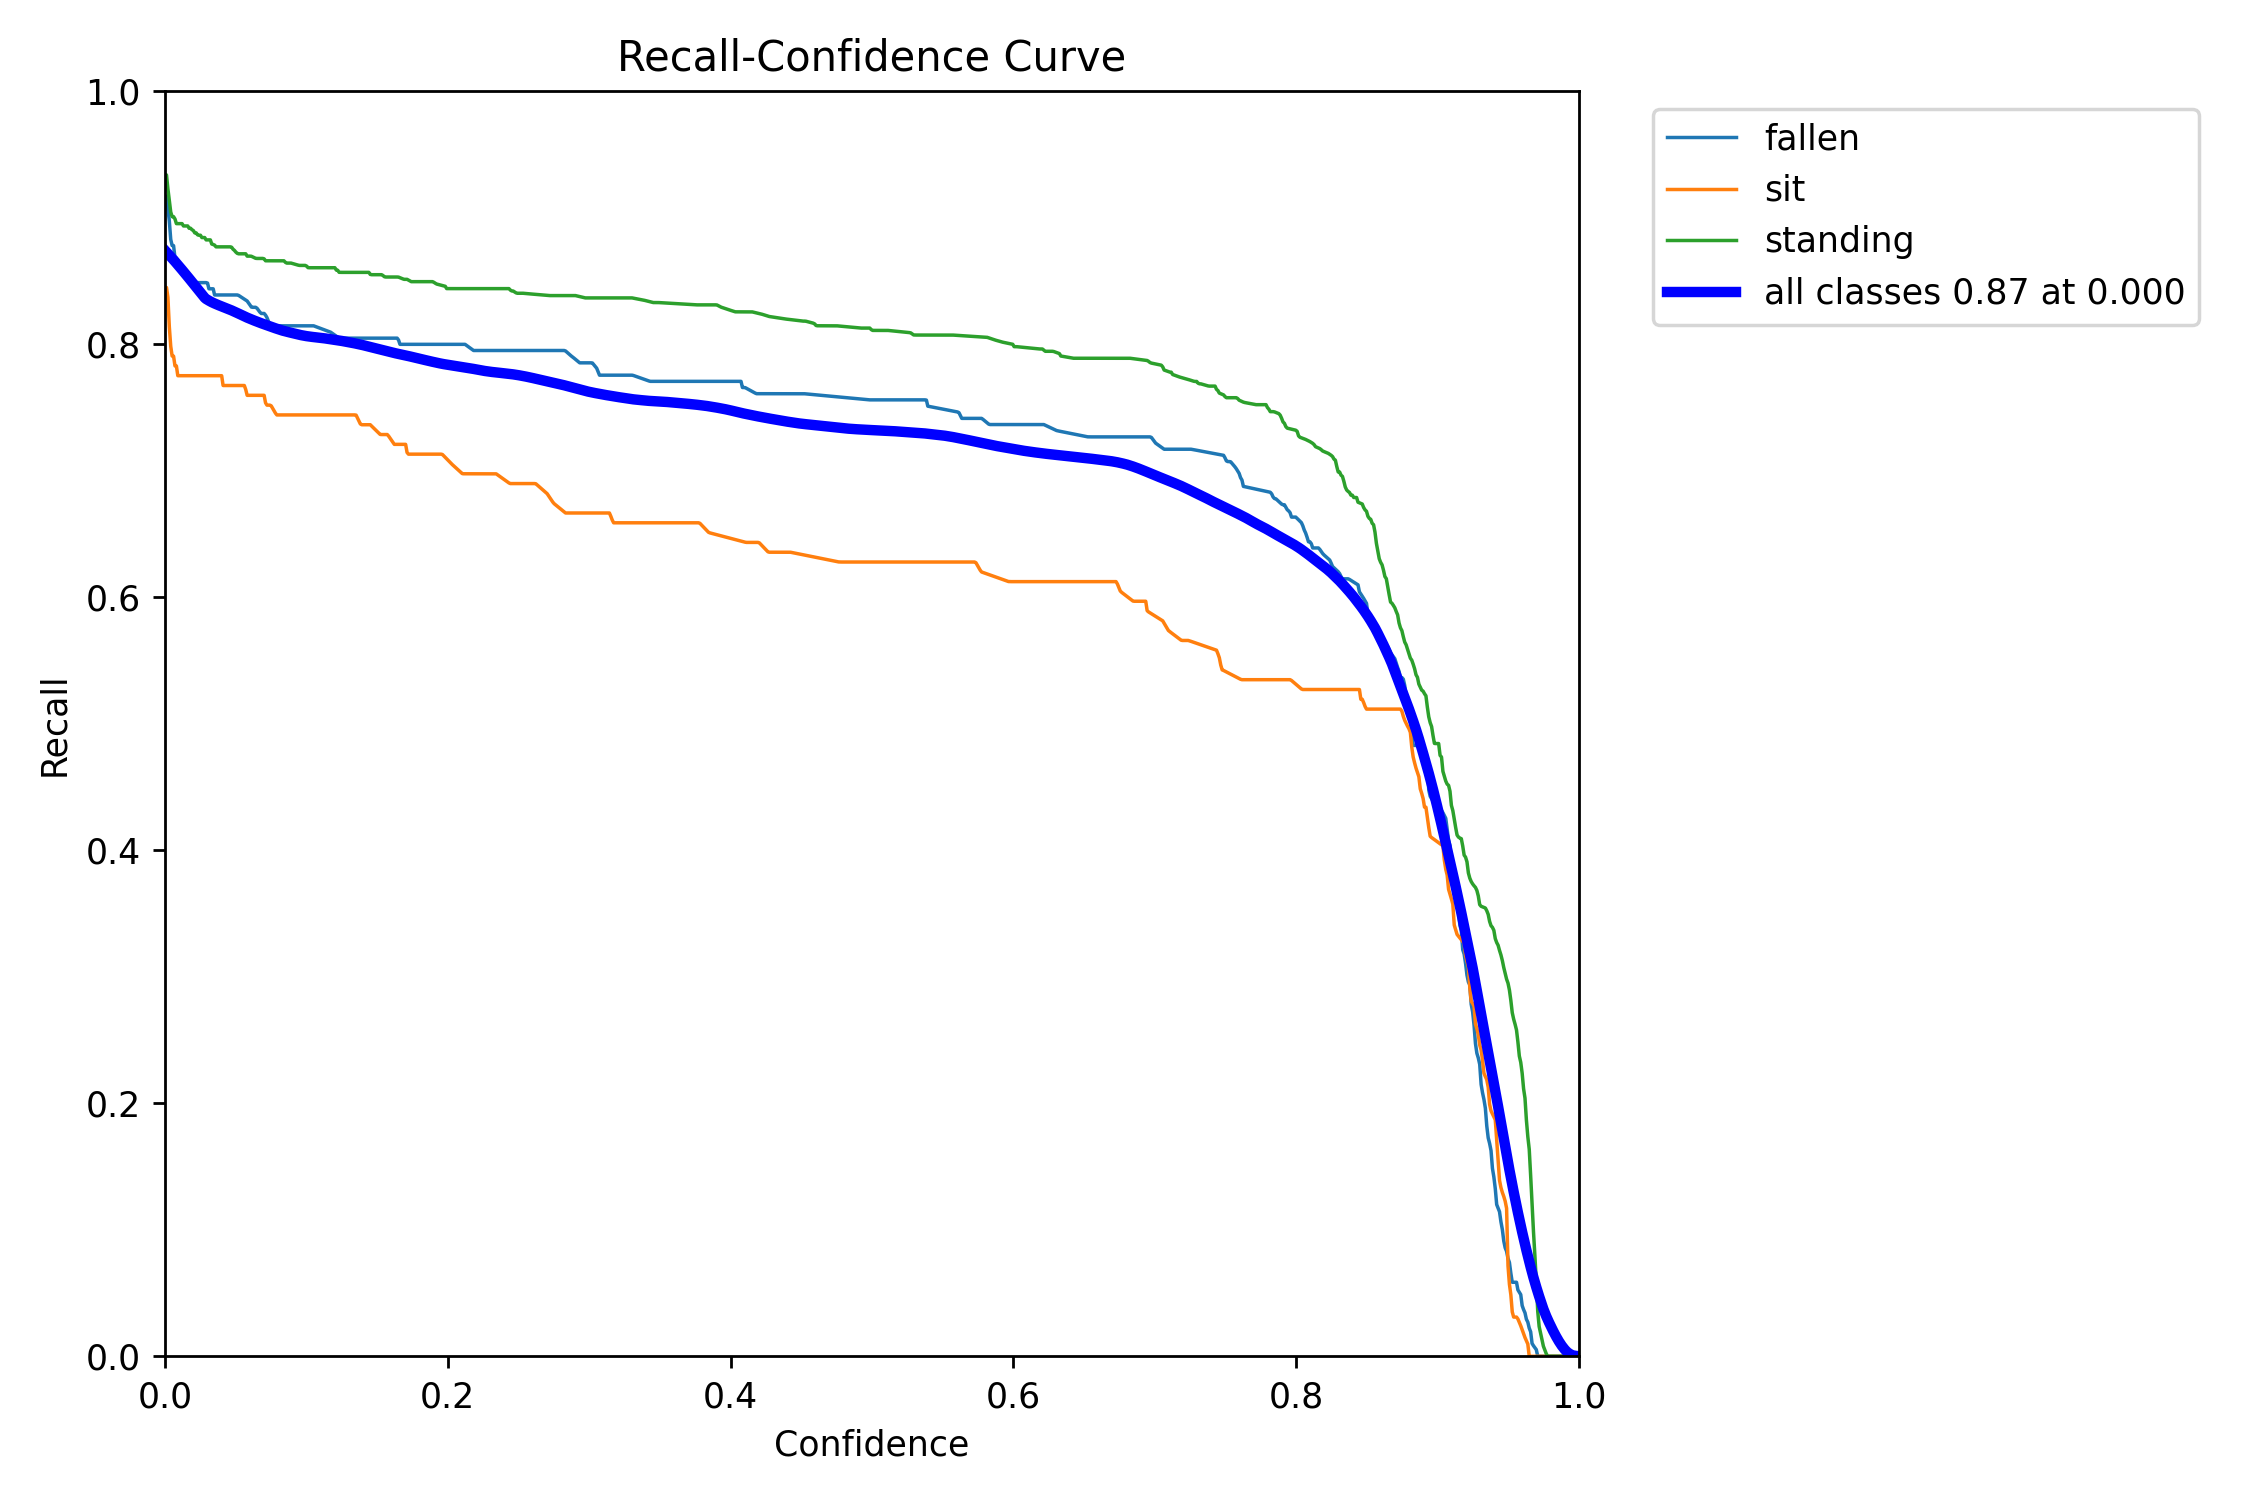 Recall-Confidence Curve
1.0
0.8
0.6
0.4
0.2
0.0
Recall
0.0 0.2 0.4 0.6 0.8 1.0
Confidence
fallen
sit
standing
all classes 0.87 at 0.000